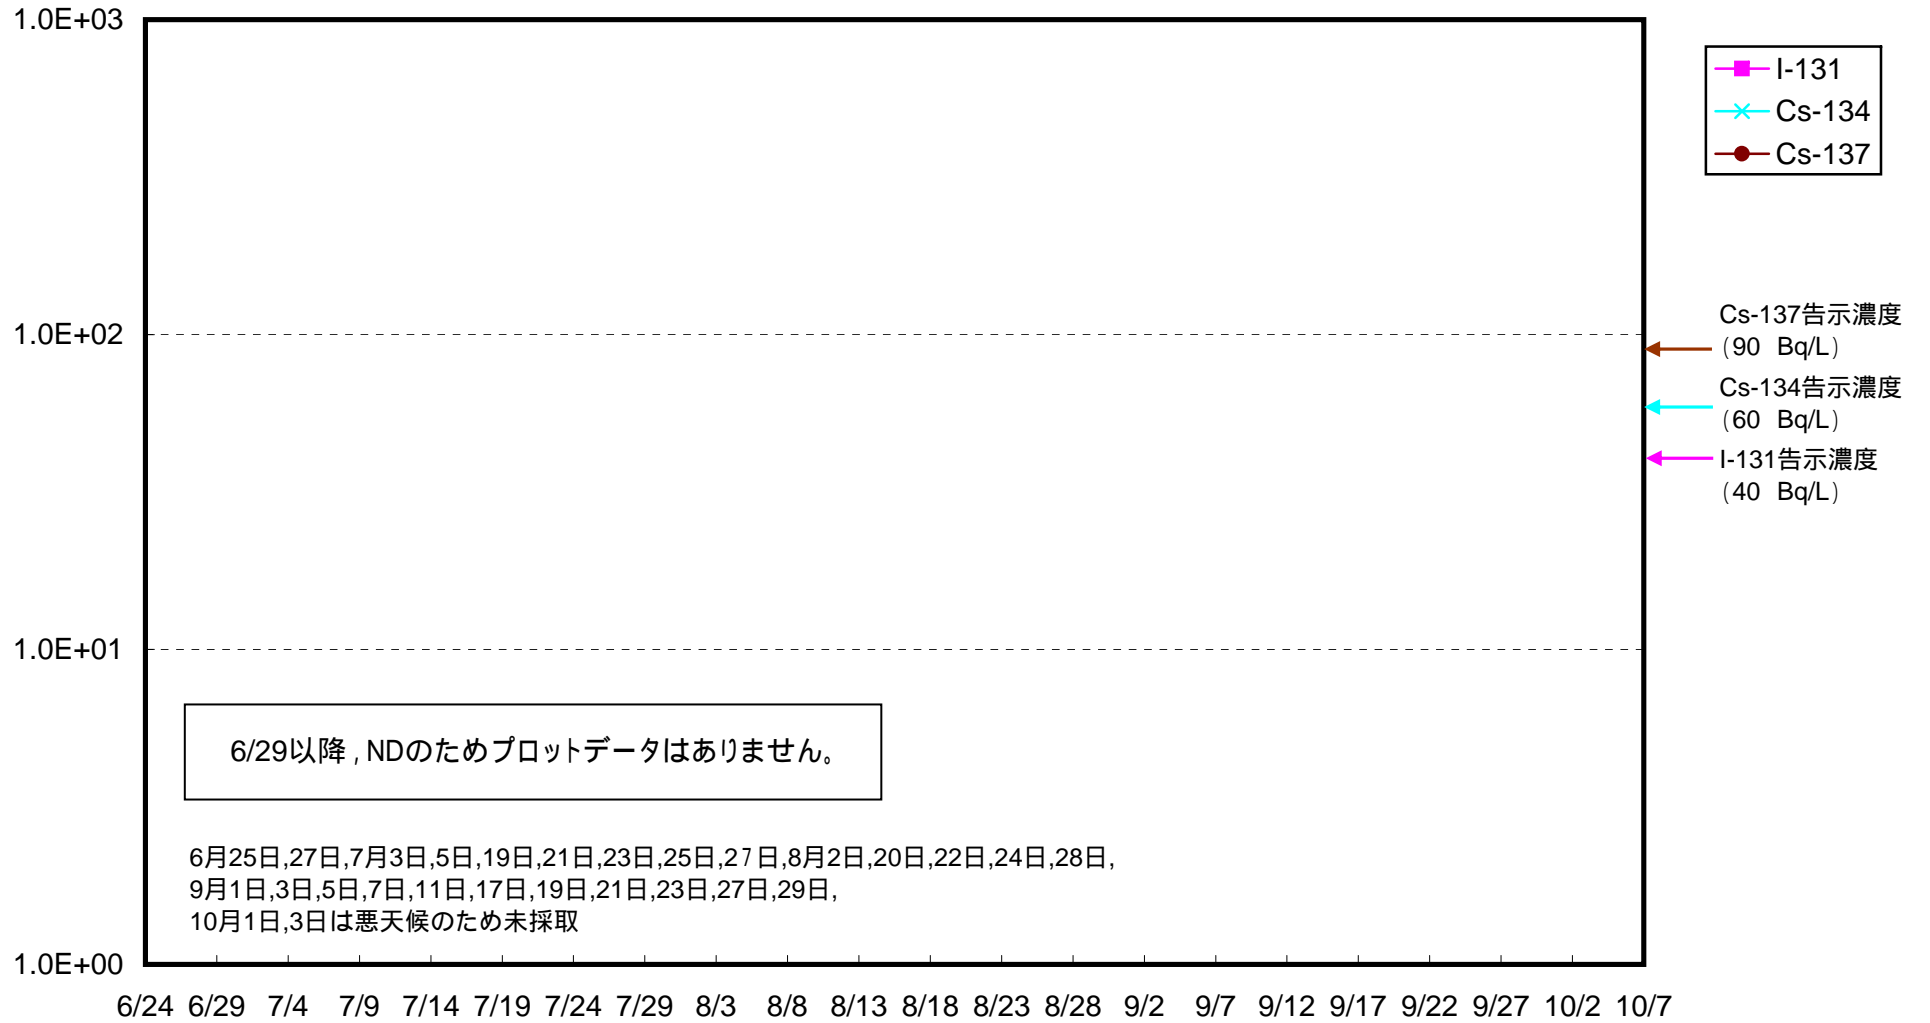 1.0E+03
1.0E+02
1.0E+01
1.0E+00
I-131
Cs-134
Cs-137
Cs-137告示濃度
(90 Bq/L)
Cs-134告示濃度
(60 Bq/L)
I-131告示濃度
(40 Bq/L)
6/29以降,NDのためプロットデータはありません。
6月25日,27日,7月3日,5日,19日,21日,23日,25日,27日,8月2日,20日,22日,24日,28日,
9月1日,3日,5日,7日,11日,17日,19日,21日,23日,27日,29日,
10月1日,3日は悪天候のため未採取
6/24 6/29 7/4 7/9 7/14 7/19 7/24 7/29 8/3 8/8 8/13 8/18 8/23 8/28 9/2 9/7 9/12 9/17 9/22 9/27 10/2 10/7